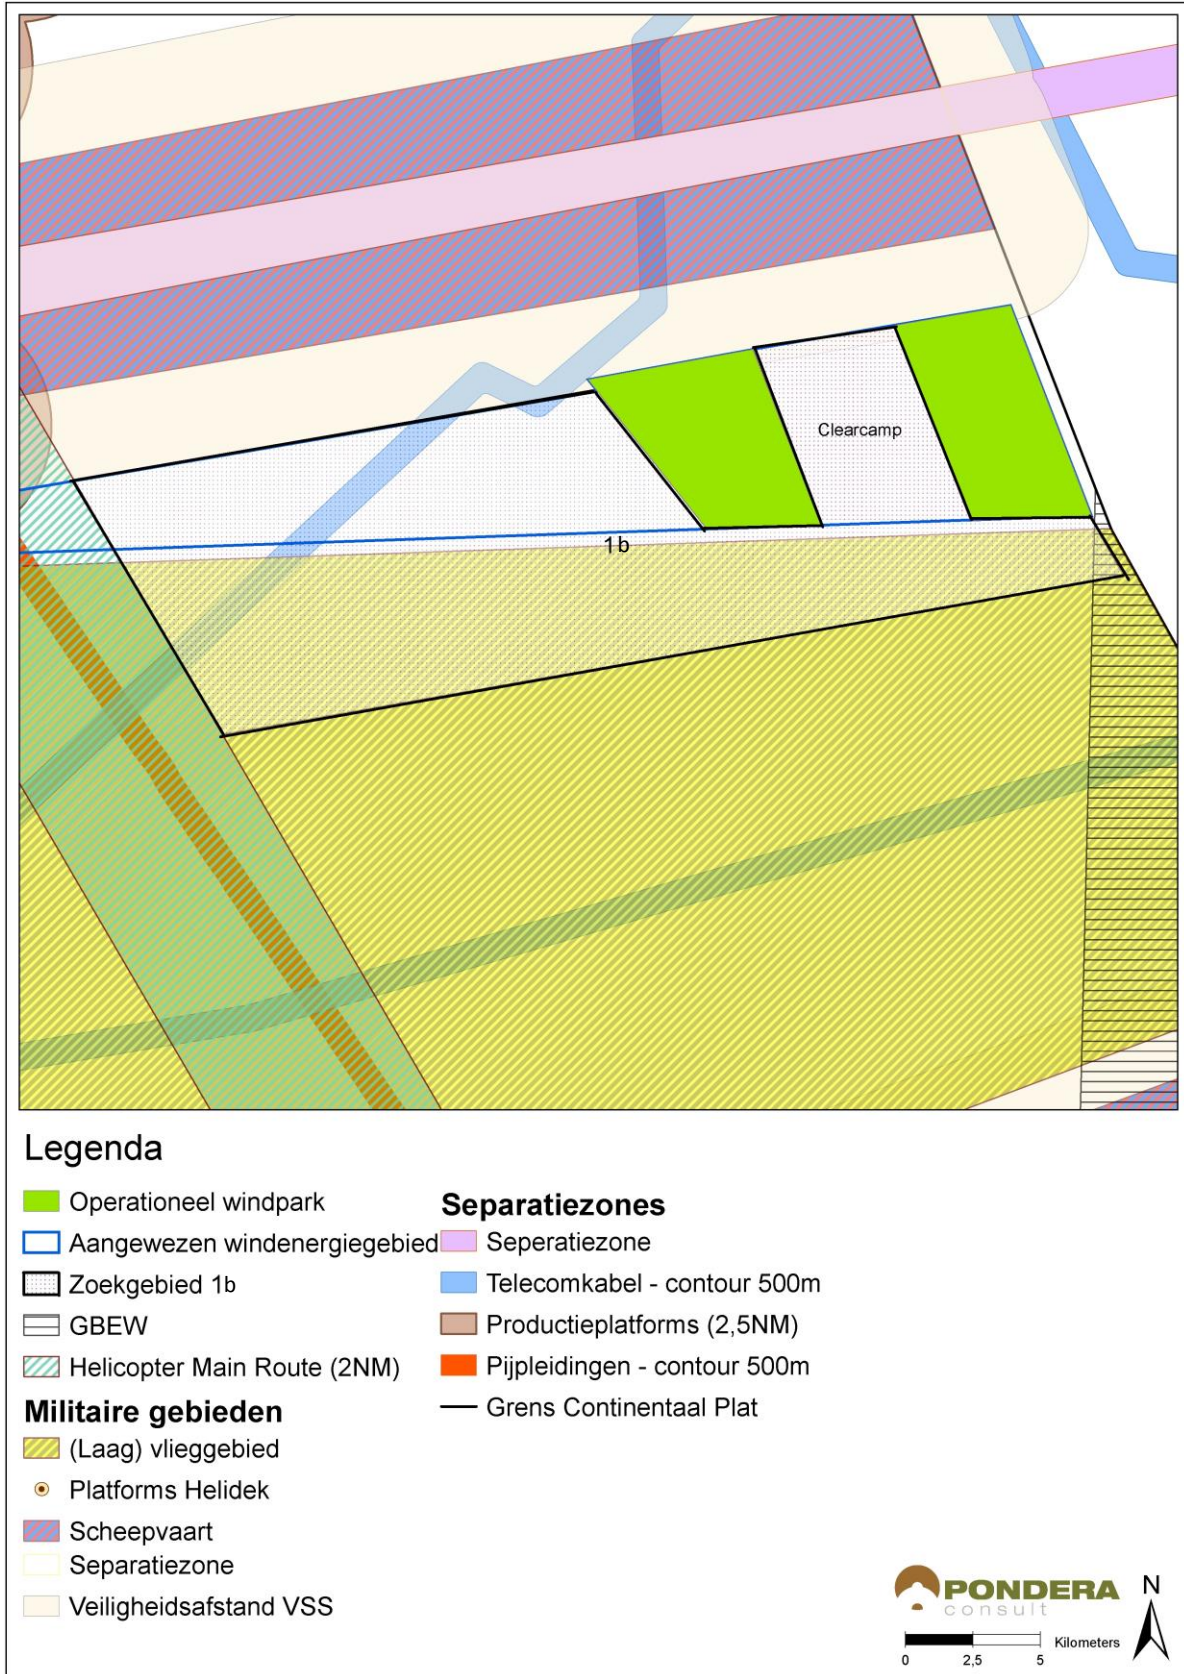 Clearcamp
1b
Legenda
Operationeel windpark
Aangewezen windenergiegebied
Zoekgebied 1b
GBEW
Helicopter Main Route (2NM)
Militaire gebieden
(Laag) vlieggebied
Platforms Helidek
Scheepvaart
Separatiezone
Veiligheidsafstand VSS
Separatiezones
Seperatiezone
Telecomkabel - contour 500m
Productieplatforms (2,5NM)
Pijpleidingen - contour 500m
Grens Continentaal Plat
PONDERA
consult
N
Kilometers
0 2,5 5